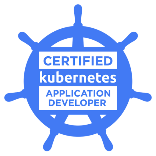 CERTIFIED
kubernetes
APPLICATION
DEVELOPER